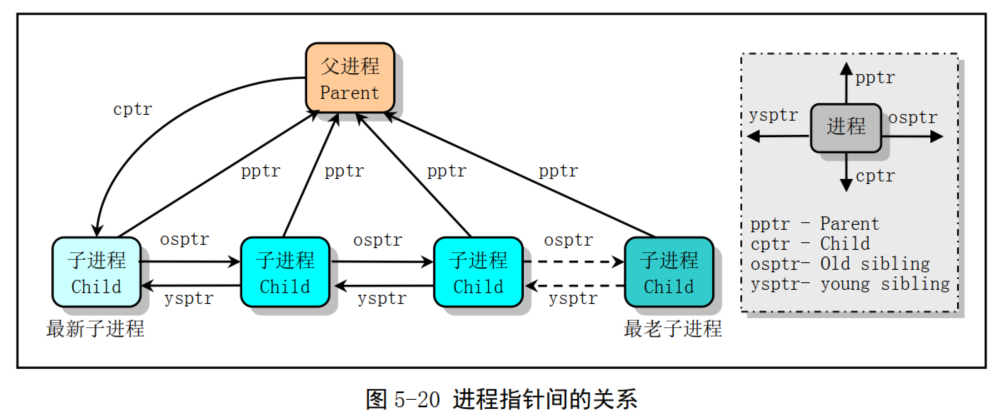 父进程
Parent
cptr
pptr
pptr
pptr
pptr
子进程
Child
osptr
ysptr
子进程
Child
osptr
ysptr
子进程
Child
osptr
ysptr
子进程
Child
最新子进程
最老子进程
pptr
ysptr
进程
osptr
cptr
pptr - Parent
cptr - Child
osptr- Old sibling
ysptr- young sibling
图 5-20 进程指针间的关系